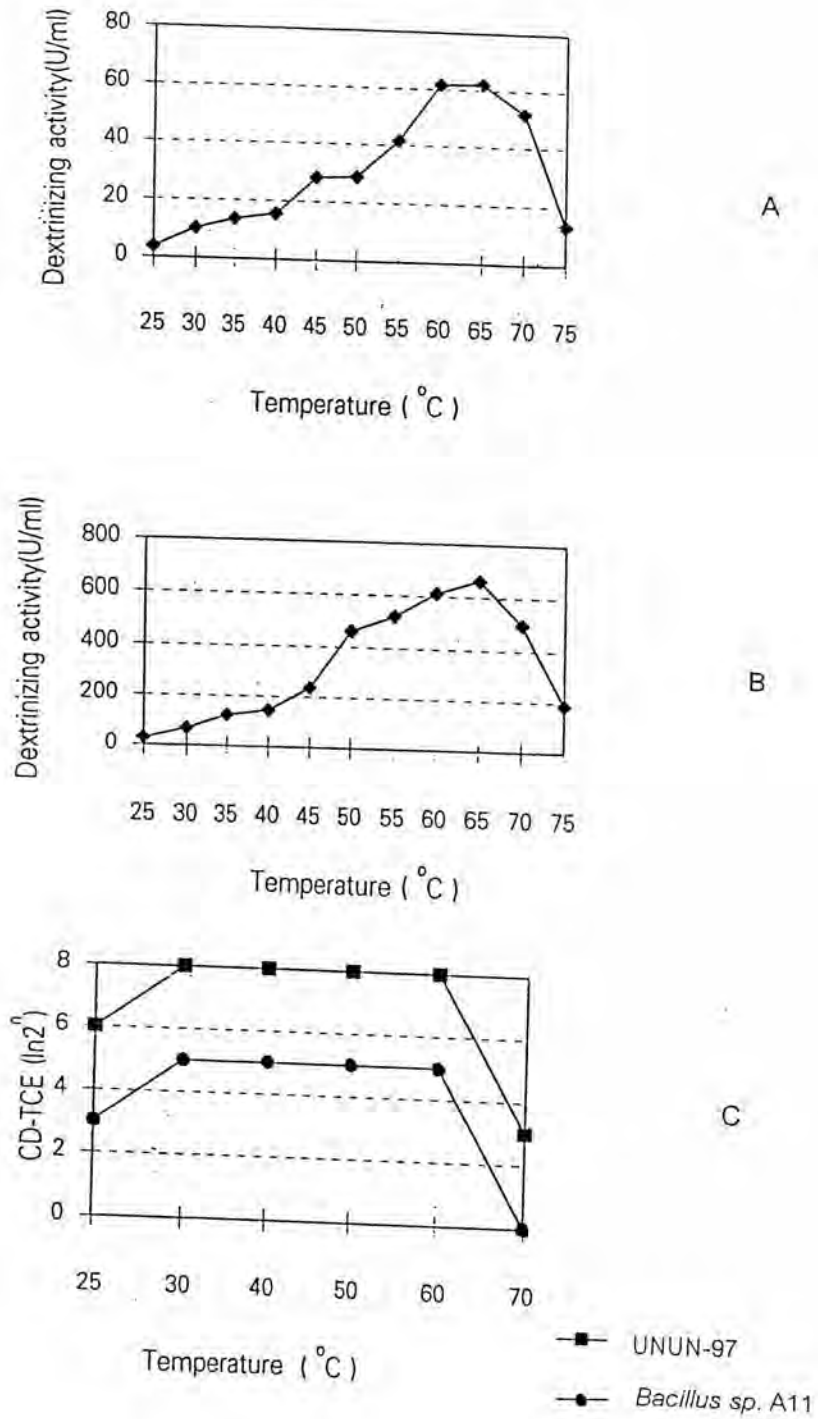 Dextrinizing activity(U/ml)
80
60
40
20
0
25 30 35 40 45 50 55 60 65 70 75
Temperature ( °C )
A
Dextrinizing activity(U/ml)
800
600
400
200
0
25 30 35 40 45 50 55 60 65 70 75
Temperature ( °C )
B
CD-TCE (ln2ⁿ)
8
6
4
2
0
25 30 40 50 60 70
Temperature ( °C )
C
UNUN-97
Bacillus sp. A11